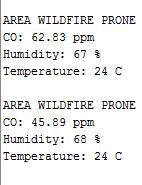 AREA WILDFIRE PRONE
CO: 62.83 ppm
Humidity: 67 %
Temperature: 24 C
AREA WILDFIRE PRONE
CO: 45.89 ppm
Humidity: 68 %
Temperature: 24 C